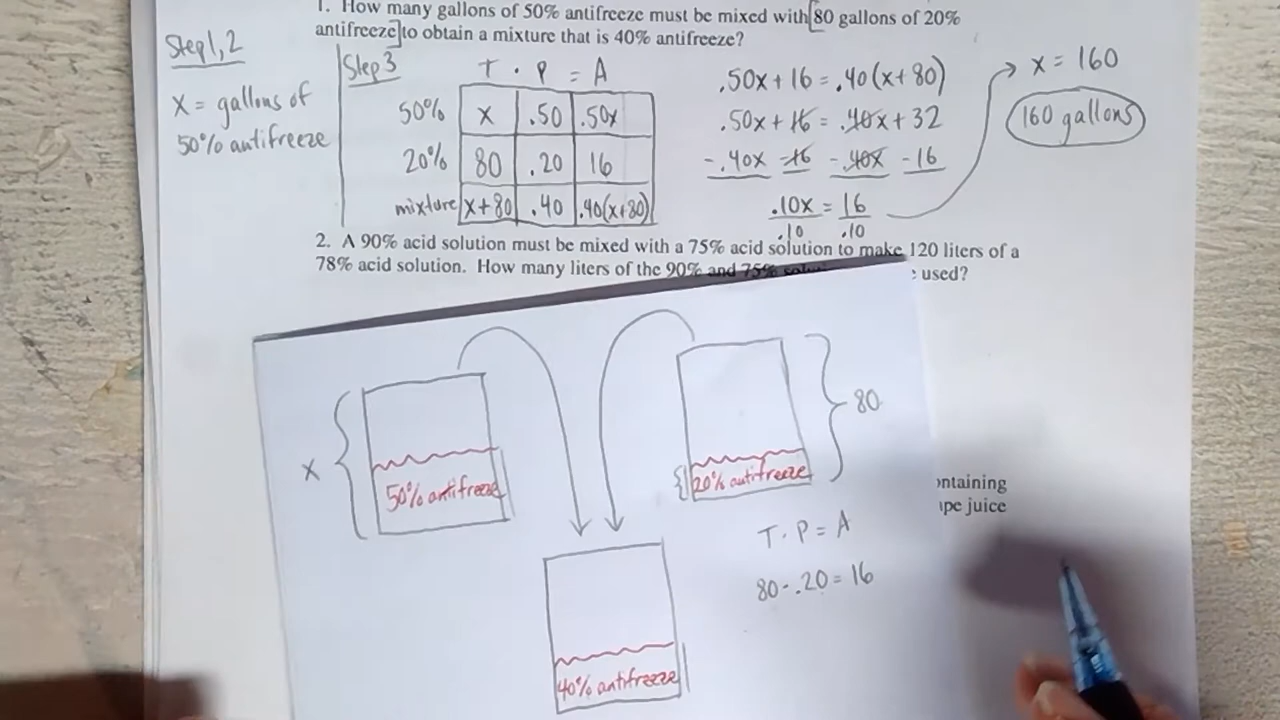 1. How many gallons of 50% antifreeze must be mixed with [80 gallons of 20%
antifreeze] to obtain a mixture that is 40% antifreeze?
Step 1, 2
x = gallons of
50% antifreeze
Step 3
T · P = A
50% x .50 .50x
20% 80 .20 16
mixture x+80 .40 .40(x+80)
.50x + 16 = .40(x+80)
.50x + 16 = .40x + 32
-.40x -16 -.40x -16
.10x = 16
.10 .10
x = 160
160 gallons
2. A 90% acid solution must be mixed with a 75% acid solution to make 120 liters of a
78% acid solution. How many liters of the 90% and 75% used?
x
50% antifreeze
20% antifreeze
80
T · P = A
80 · .20 = 16
40% antifreeze
juice